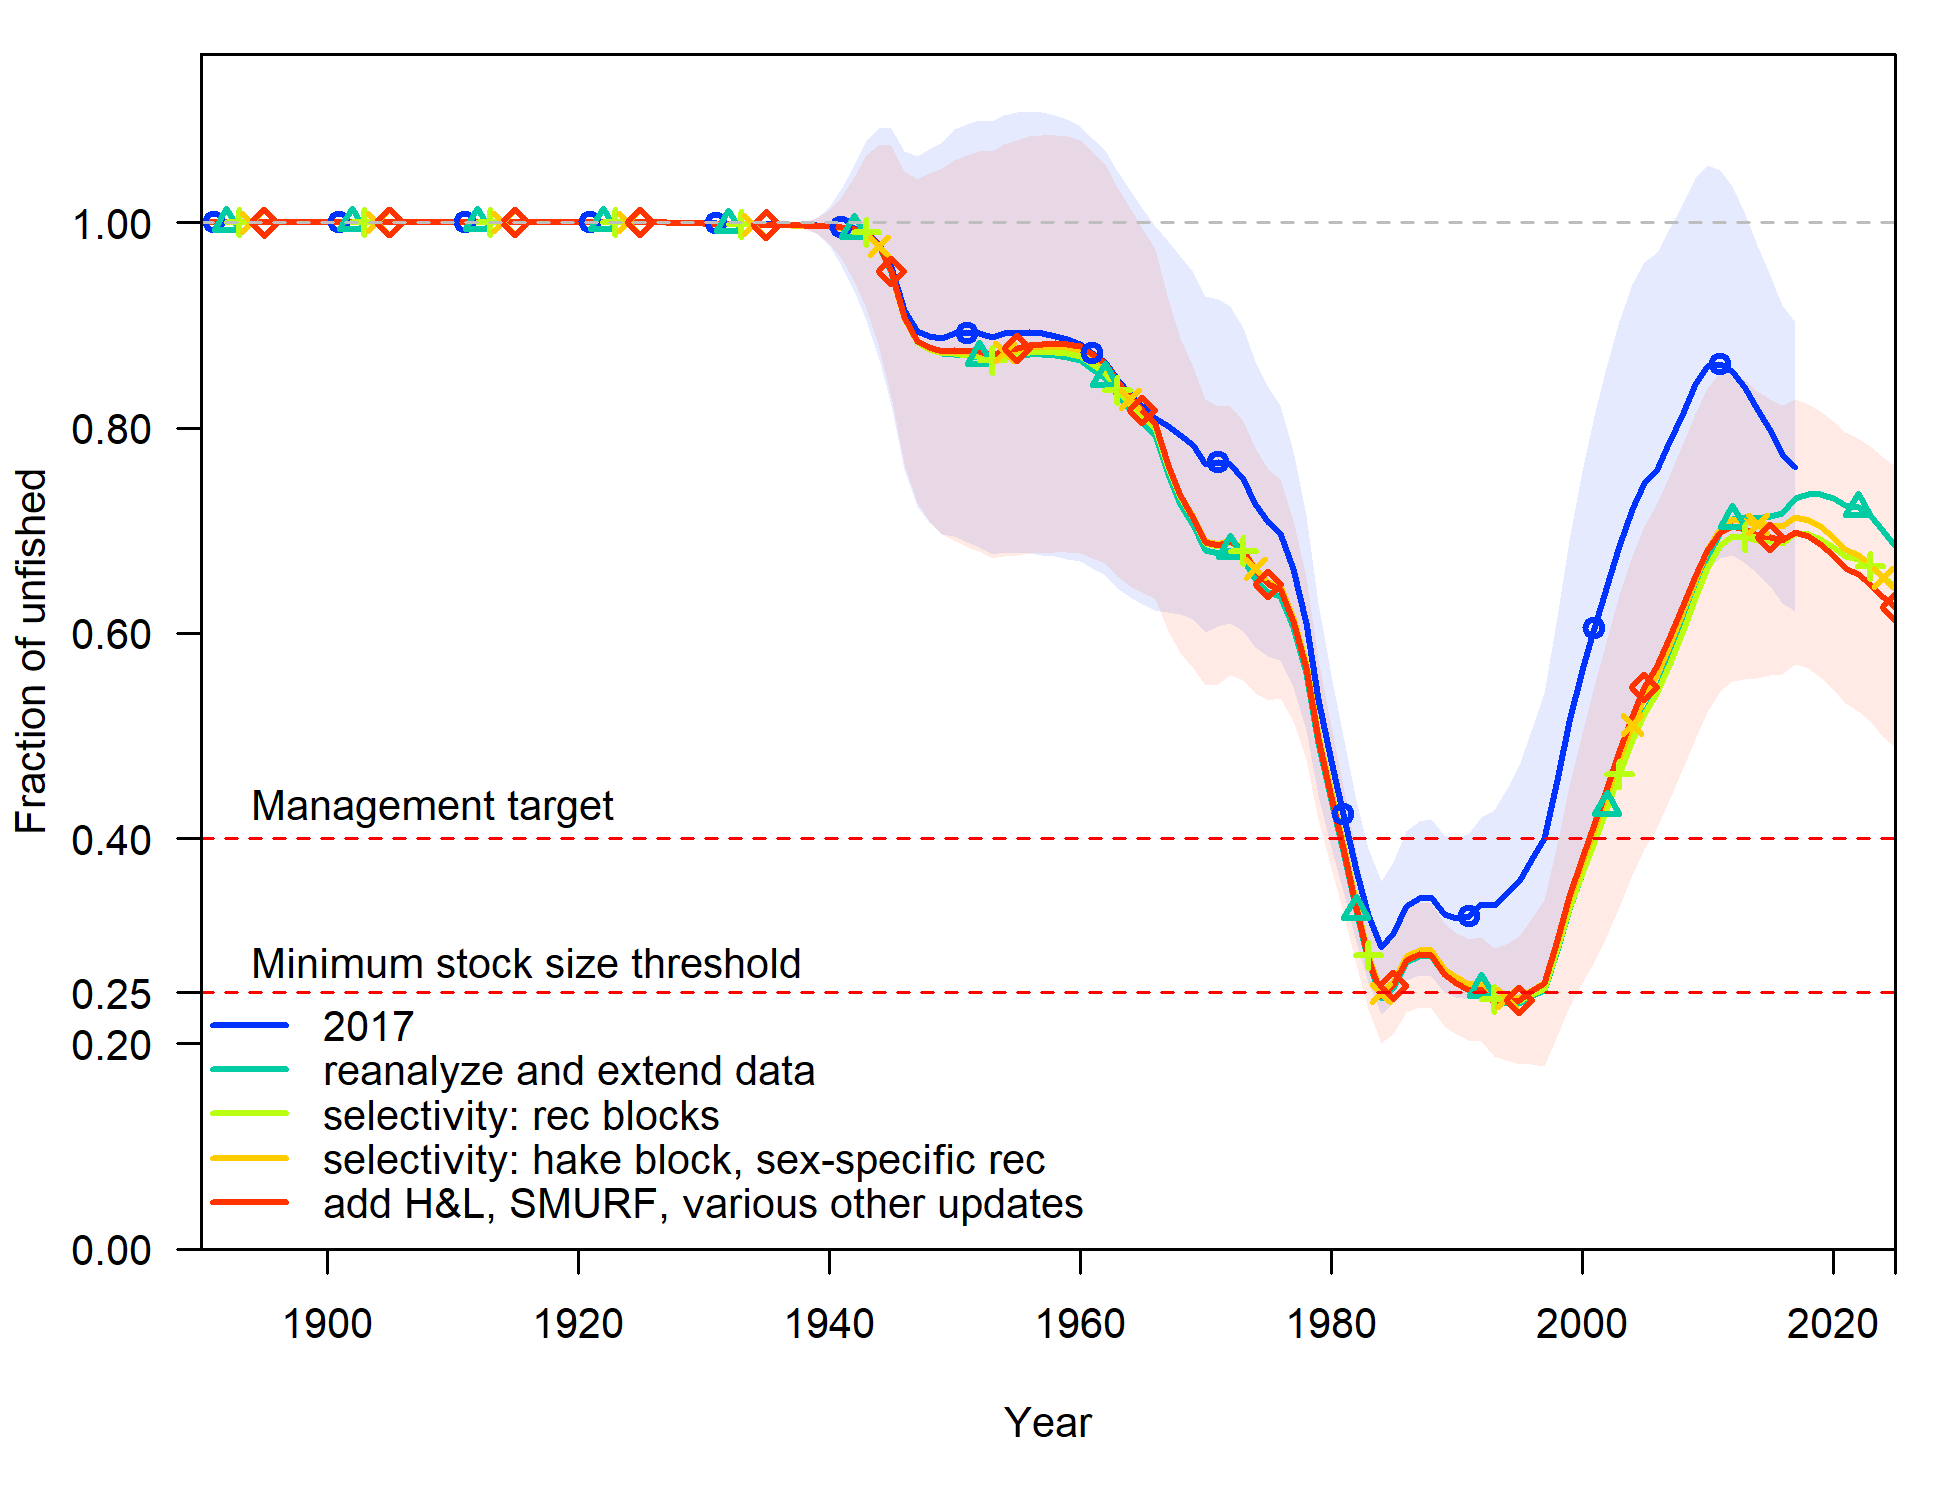 1.00
0.80
0.60
0.40
0.25
0.20
0.00
Fraction of unfished
Management target
Minimum stock size threshold
2017
reanalyze and extend data
selectivity: rec blocks
selectivity: hake block, sex-specific rec
add H&L, SMURF, various other updates
1900 1920 1940 1960 1980 2000 2020
Year